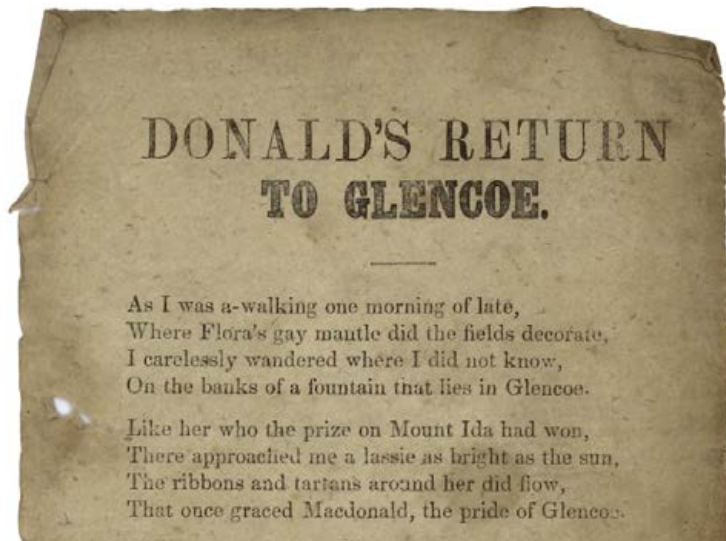 DONALD'S RETURN
TO GLENCOE.
As I was a-walking one morning of late,
Where Flora's gay mantle did the fields decorate,
I carelessly wandered where I did not know,
On the banks of a fountain that lies in Glencoe.
Like her who the prize on Mount Ida had won,
There approached me a lassie as bright as the sun,
The ribbons and tartans around her did flow,
That once graced Macdonald, the pride of Glencoe.